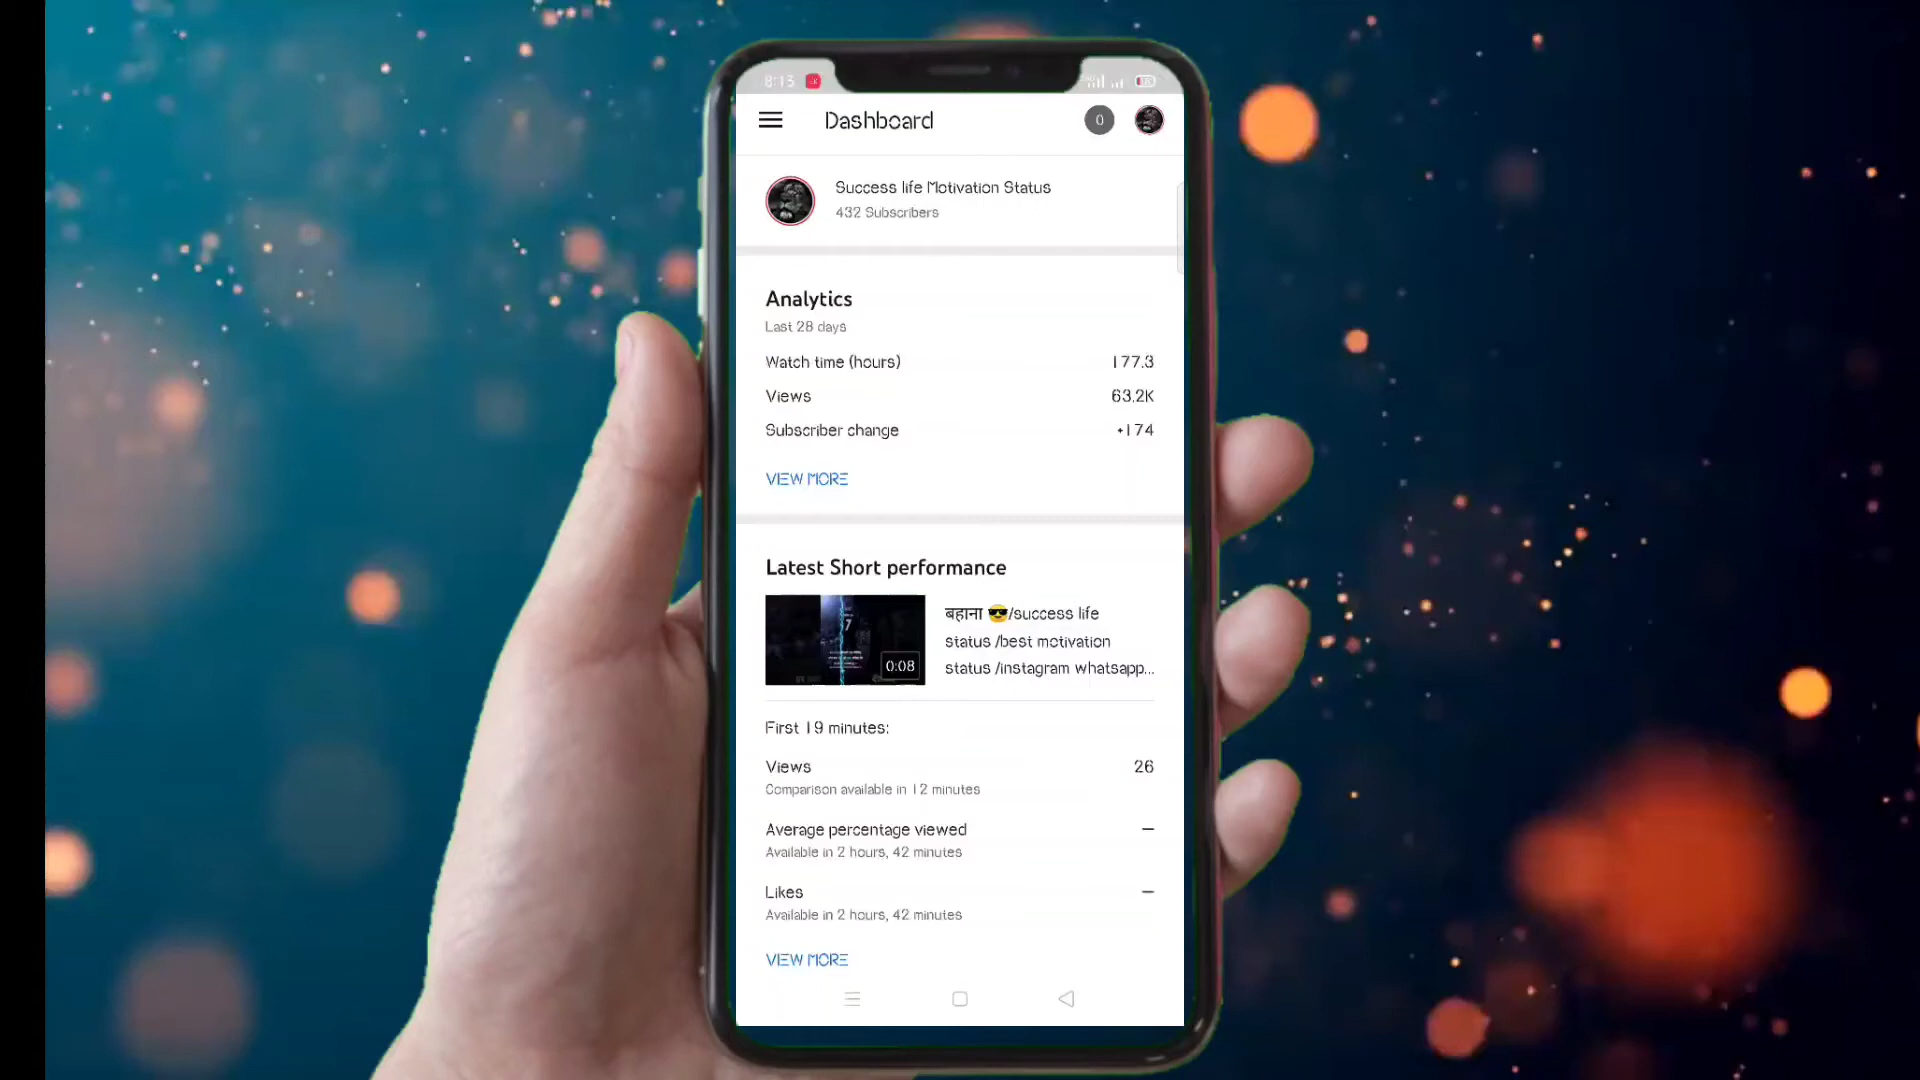 8:15
Dashboard
0
Success life Motivation Status
432 Subscribers
Analytics
Last 28 days
Watch time (hours) 177.3
Views 63.2K
Subscriber change +174
VIEW MORE
Latest Short performance
7
0:08
बहाना 😎/success life
status /best motivation
status /instagram whatsapp...
First 19 minutes:
Views 26
Comparison available in 12 minutes
Average percentage viewed –
Available in 2 hours, 42 minutes
Likes –
Available in 2 hours, 42 minutes
VIEW MORE